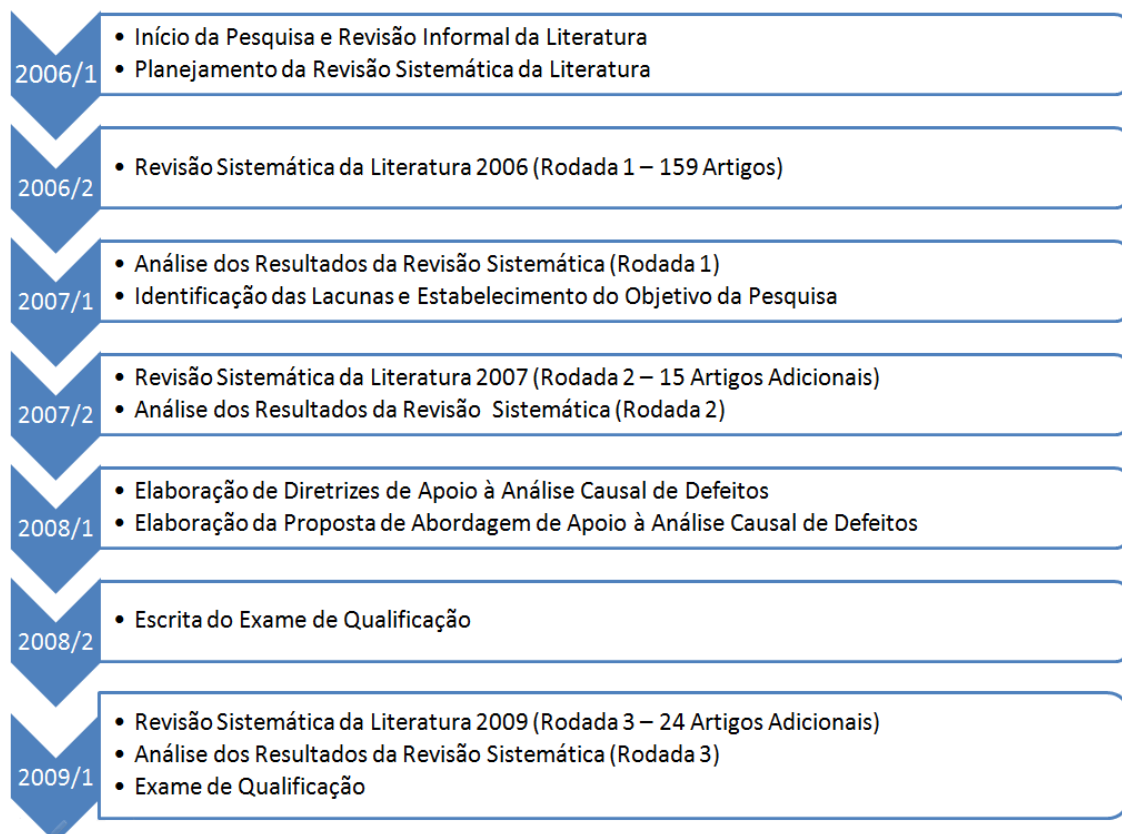 2006/1
• Início da Pesquisa e Revisão Informal da Literatura
• Planejamento da Revisão Sistemática da Literatura
2006/2
• Revisão Sistemática da Literatura 2006 (Rodada 1 – 159 Artigos)
2007/1
• Análise dos Resultados da Revisão Sistemática (Rodada 1)
• Identificação das Lacunas e Estabelecimento do Objetivo da Pesquisa
2007/2
• Revisão Sistemática da Literatura 2007 (Rodada 2 – 15 Artigos Adicionais)
• Análise dos Resultados da Revisão Sistemática (Rodada 2)
2008/1
• Elaboração de Diretrizes de Apoio à Análise Causal de Defeitos
• Elaboração da Proposta de Abordagem de Apoio à Análise Causal de Defeitos
2008/2
• Escrita do Exame de Qualificação
2009/1
• Revisão Sistemática da Literatura 2009 (Rodada 3 – 24 Artigos Adicionais)
• Análise dos Resultados da Revisão Sistemática (Rodada 3)
• Exame de Qualificação